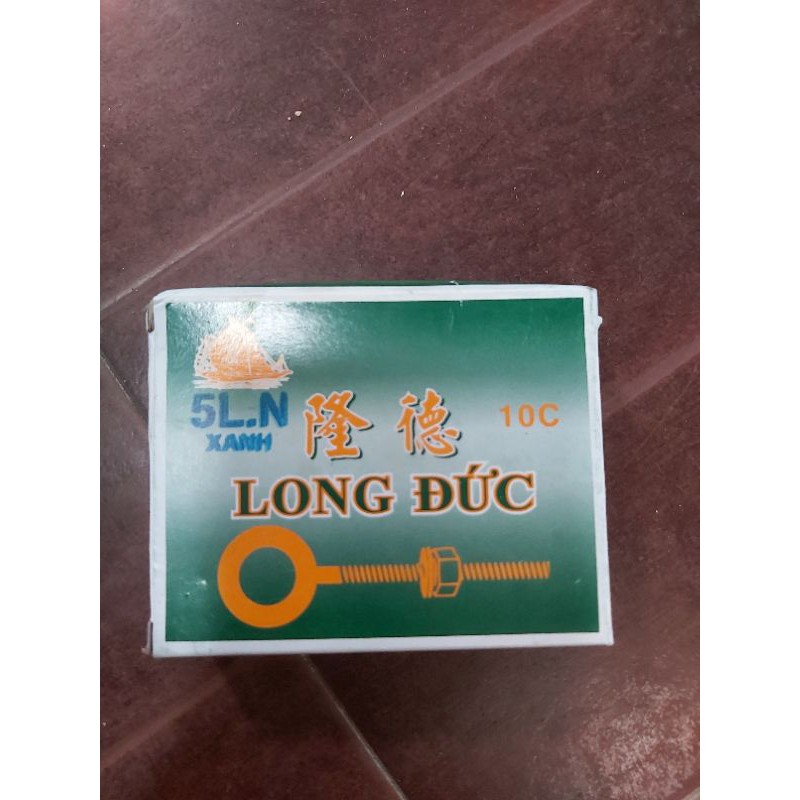 5L.N
XANH
隆德
10C
LONG ĐỨC